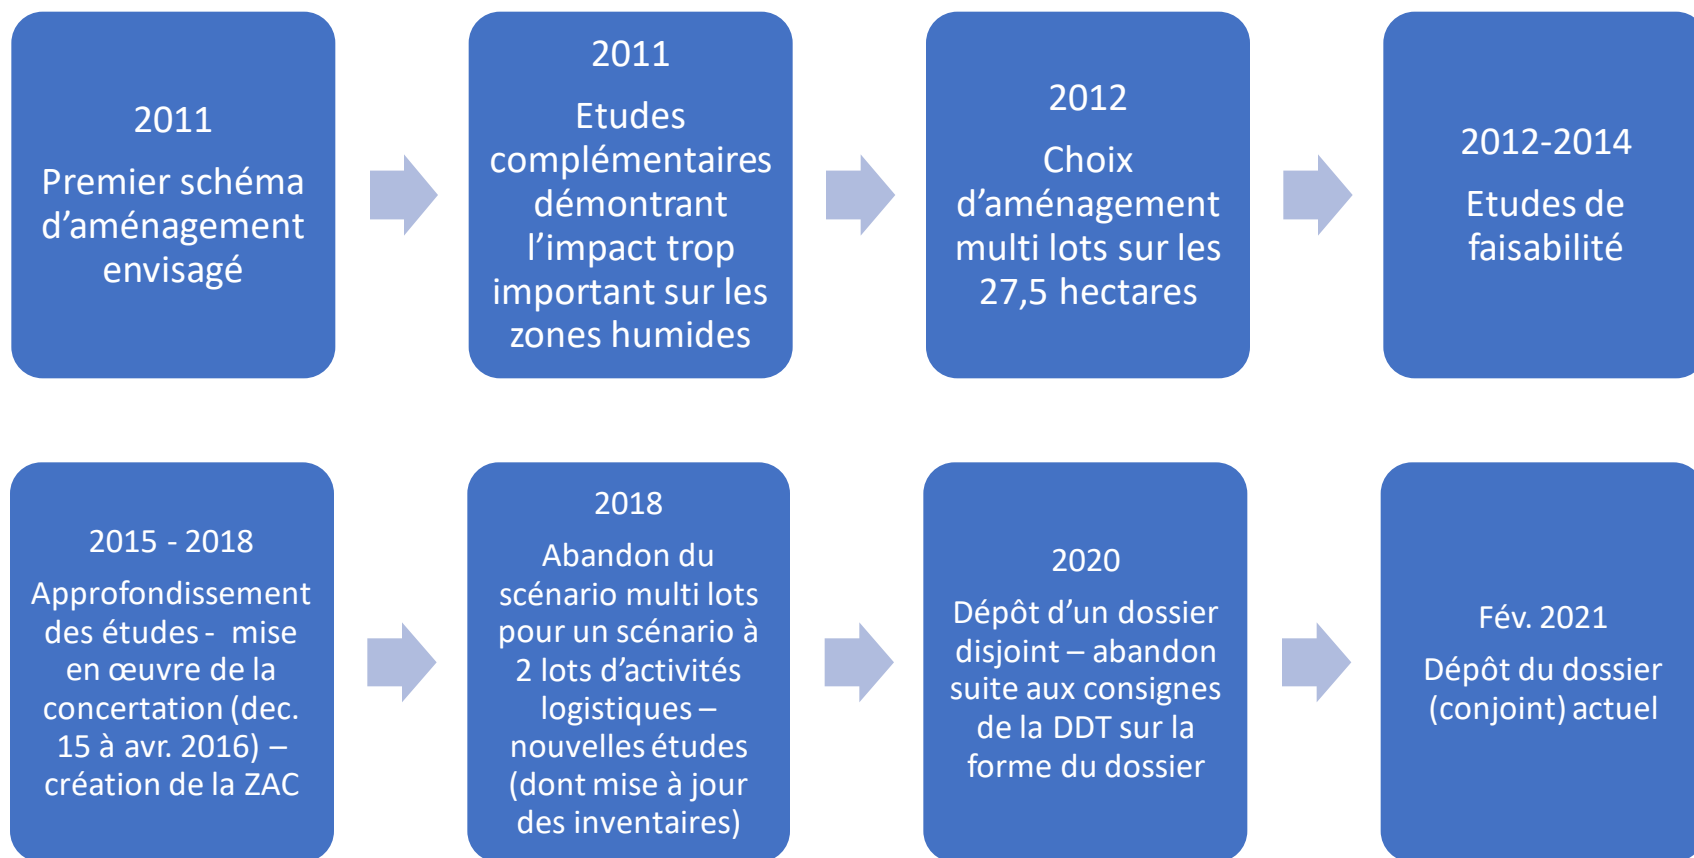 2011
Premier schéma
d’aménagement
envisagé
2011
Etudes
complémentaires
démontrant
l’impact trop
important sur les
zones humides
2012
Choix
d’aménagement
multi lots sur les
27,5 hectares
2012-2014
Etudes de
faisabilité
2015 - 2018
Approfondissement
des études - mise
en œuvre de la
concertation (dec.
15 à avr. 2016) –
création de la ZAC
2018
Abandon du
scénario multi lots
pour un scénario à
2 lots d’activités
logistiques –
nouvelles études
(dont mise à jour
des inventaires)
2020
Dépôt d’un dossier
disjoint – abandon
suite aux consignes
de la DDT sur la
forme du dossier
Fév. 2021
Dépôt du dossier
(conjoint) actuel